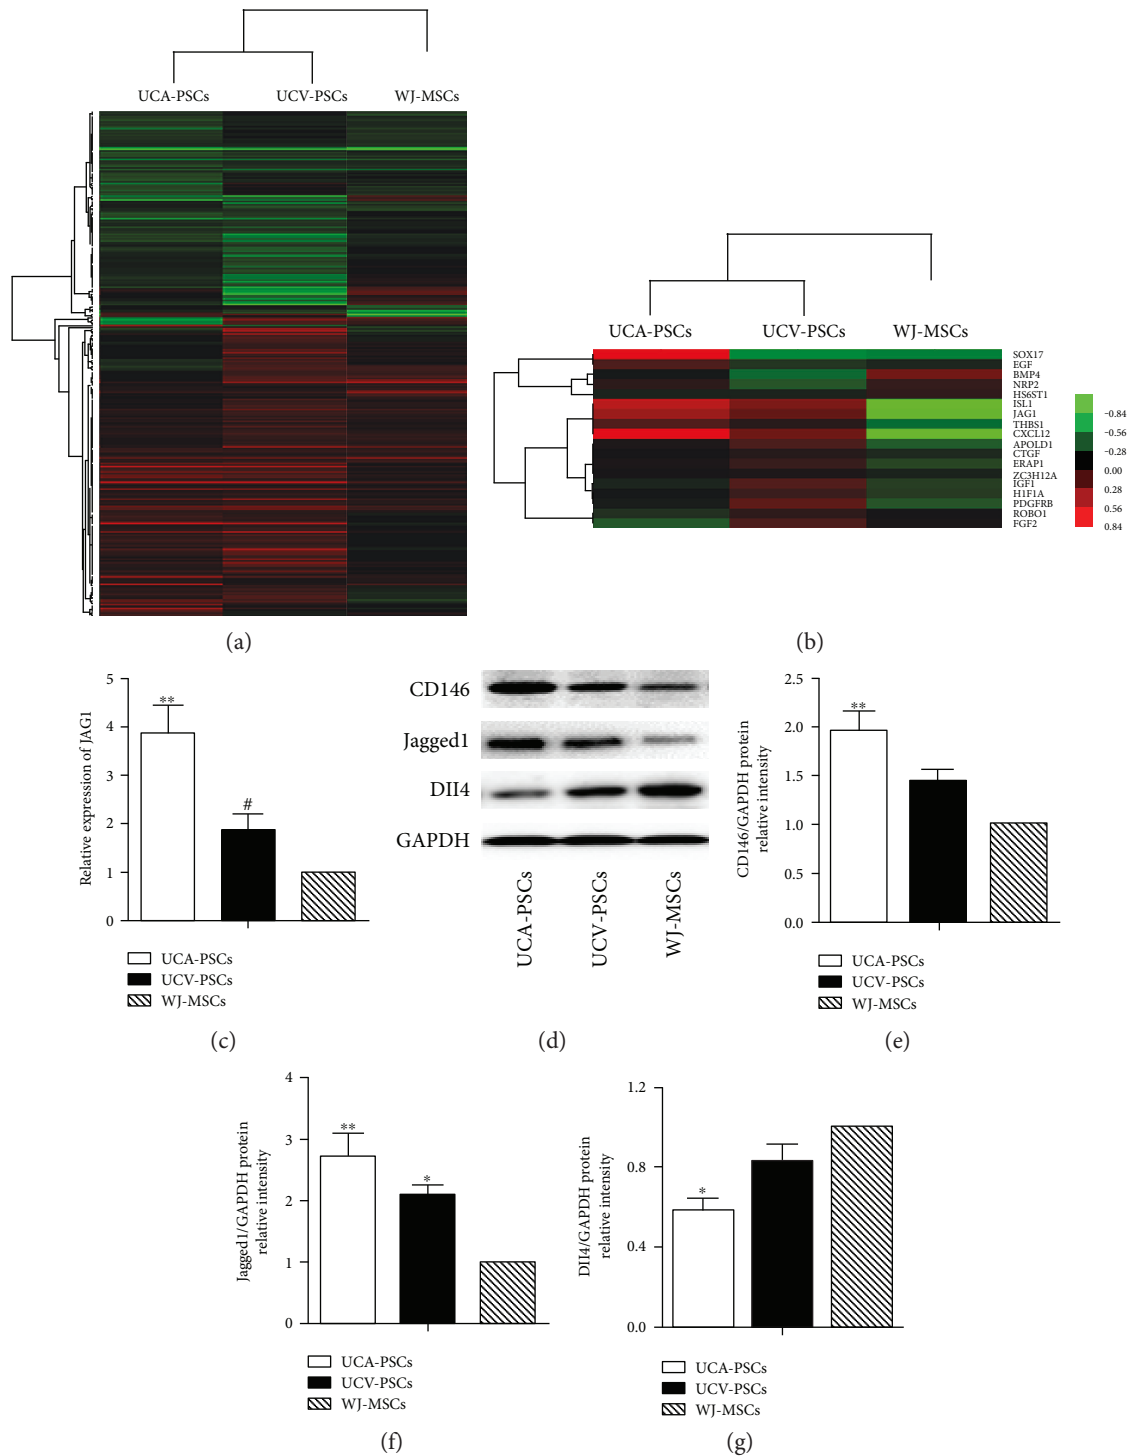 UCA-PSCs UCV-PSCs WJ-MSCs
(a)
UCA-PSCs UCV-PSCs WJ-MSCs
SOX17
EGF
BMP4
NRP2
HS6ST1
ISL1
JAG1
THBS1
CXCL12
APOLD1
CTGF
ERAP1
ZC3H12A
IGF1
H1F1A
PDGFRB
ROBO1
FGF2
-0.84
-0.56
-0.28
0.00
0.28
0.56
0.84
(b)
Relative expression of JAG1
5
4
3
2
1
0
**
#
UCA-PSCs
UCV-PSCs
WJ-MSCs
(c)
CD146
Jagged1
DII4
GAPDH
UCA-PSCs
UCV-PSCs
WJ-MSCs
(d)
CD146/GAPDH protein
relative intensity
2.5
2.0
1.5
1.0
0.5
0.0
**
UCA-PSCs
UCV-PSCs
WJ-MSCs
(e)
Jagged1/GAPDH protein
relative intensity
4
3
2
1
0
**
*
UCA-PSCs
UCV-PSCs
WJ-MSCs
(f)
DII4/GAPDH protein
relative intensity
1.2
0.8
0.4
0.0
*
UCA-PSCs
UCV-PSCs
WJ-MSCs
(g)